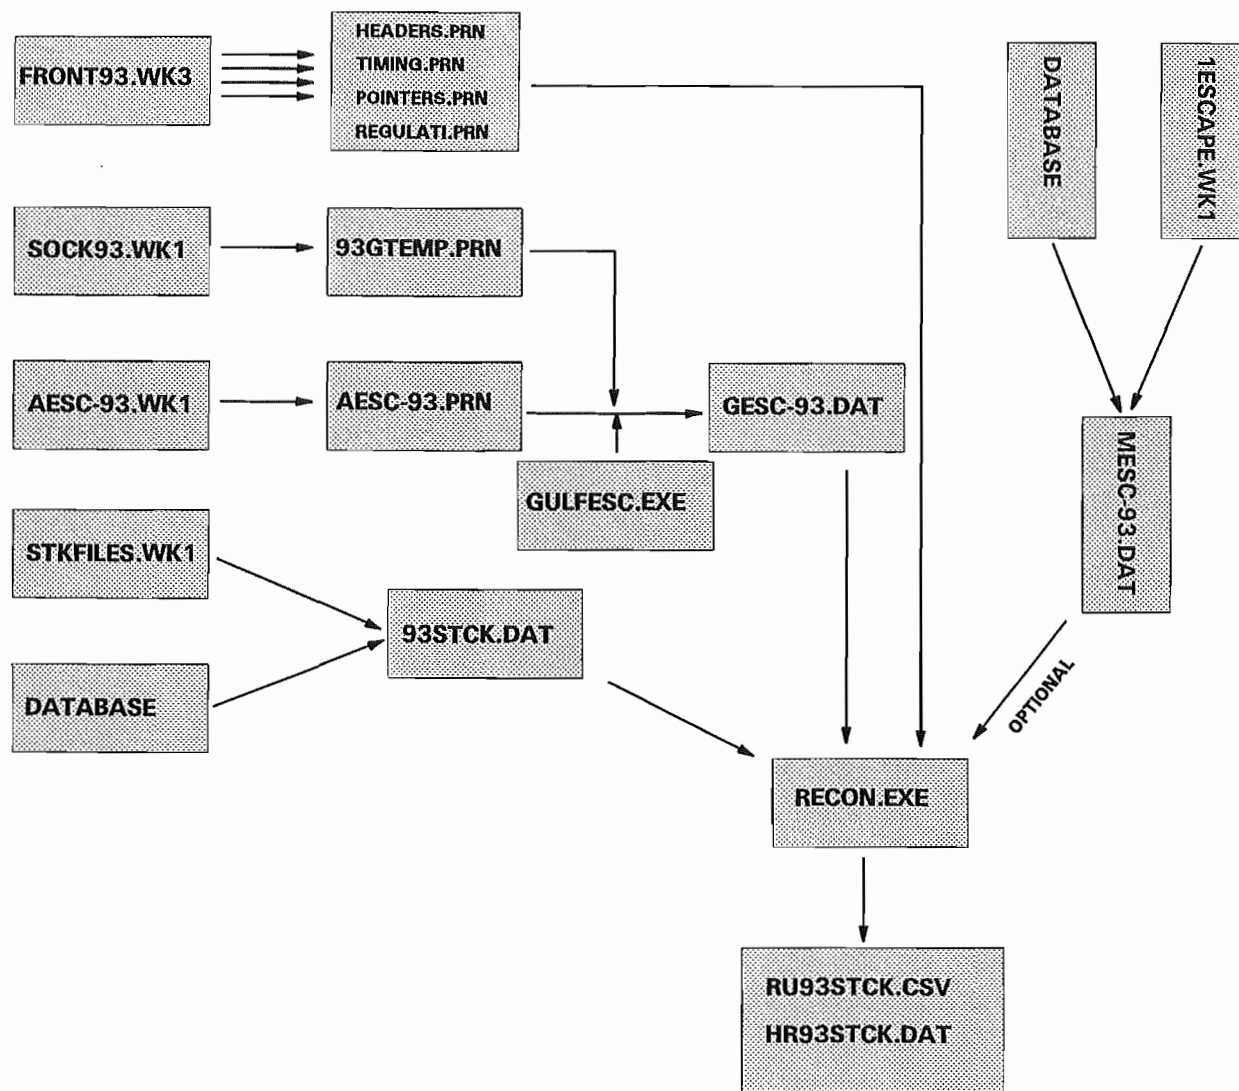 HEADERS.PRN
FRONT93.WK3
TIMING.PRN
POINTERS.PRN
REGULATI.PRN
DATABASE
1ESCAPE.WK1
SOCK93.WK1
93GTEMP.PRN
AESC-93.WK1
AESC-93.PRN
GESC-93.DAT
GULFESC.EXE
MESC-93.DAT
STKFILES.WK1
93STCK.DAT
DATABASE
OPTIONAL
RECON.EXE
RU93STCK.CSV
HR93STCK.DAT